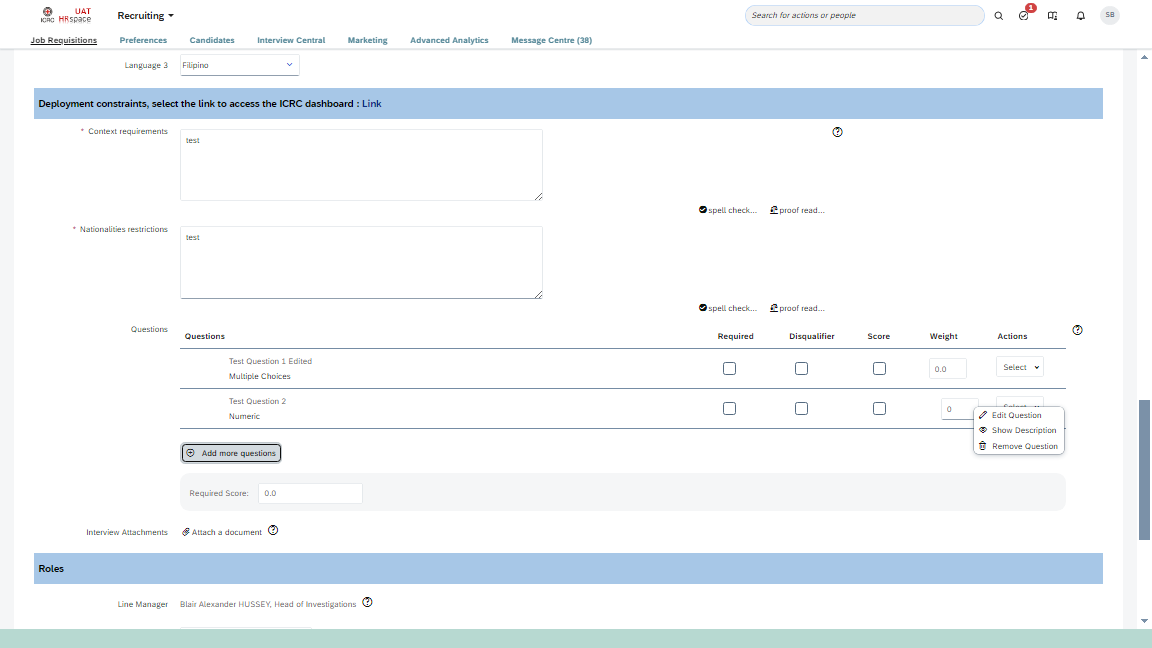 ICRC
UAT
HRspace
Recruiting
Search for actions or people
1
SB
Job Requisitions
Preferences
Candidates
Interview Central
Marketing
Advanced Analytics
Message Centre (38)
Language 3
Filipino
Deployment constraints, select the link to access the ICRC dashboard : Link
* Context requirements
test
spell check...
proof read...
* Nationalities restrictions
test
spell check...
proof read...
Questions
Questions
Required
Disqualifier
Score
Weight
Actions
Test Question 1 Edited
Multiple Choices
0.0
Select
Test Question 2
Numeric
0
Edit Question
Show Description
Remove Question
Add more questions
Required Score:
0.0
Interview Attachments
Attach a document
Roles
Line Manager
Blair Alexander HUSSEY, Head of Investigations